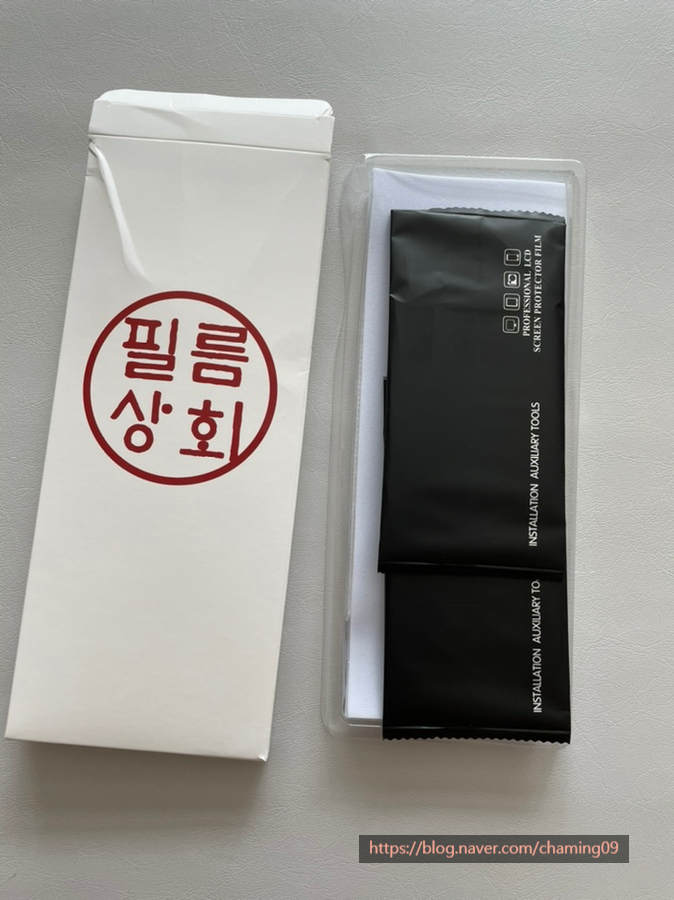 필름
상회
PROFESSIONAL LCD
SCREEN PROTECTOR FILM
INSTALLATION AUXILIARY TOOLS
INSTALLATION AUXILIARY TO
https://blog.naver.com/chaming09